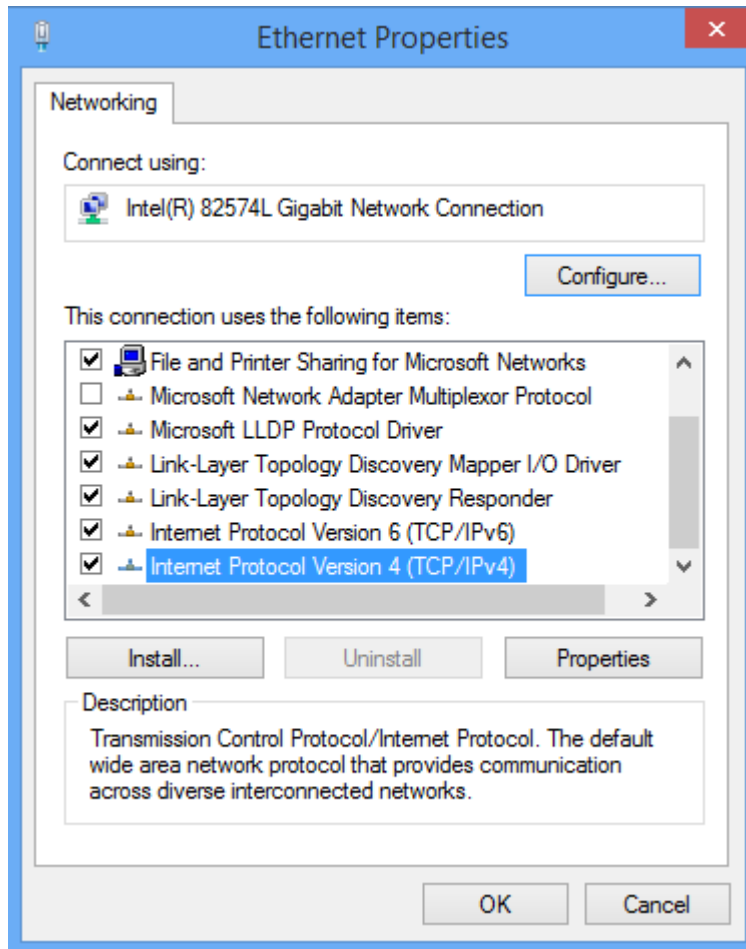 Ethernet Properties
Networking
Connect using:
Intel(R) 82574L Gigabit Network Connection
Configure...
This connection uses the following items:
File and Printer Sharing for Microsoft Networks
Microsoft Network Adapter Multiplexor Protocol
Microsoft LLDP Protocol Driver
Link-Layer Topology Discovery Mapper I/O Driver
Link-Layer Topology Discovery Responder
Internet Protocol Version 6 (TCP/IPv6)
Internet Protocol Version 4 (TCP/IPv4)
Install... Uninstall Properties
Description
Transmission Control Protocol/Internet Protocol. The default
wide area network protocol that provides communication
across diverse interconnected networks.
OK Cancel